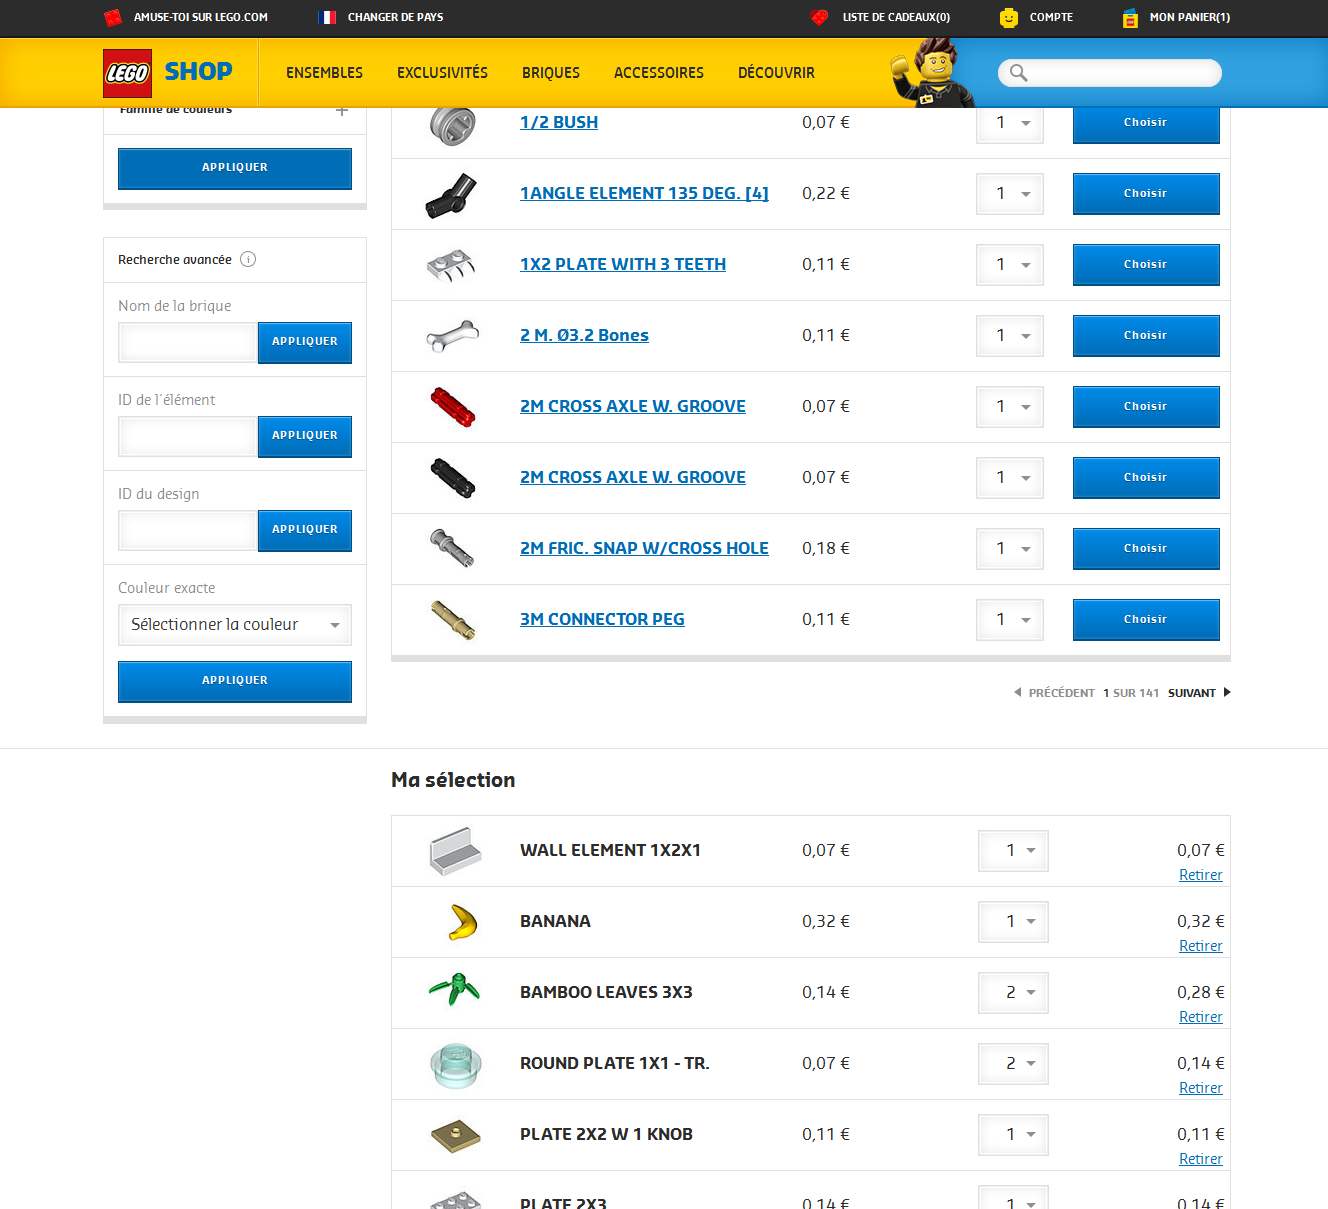 AMUSE-TOI SUR LEGO.COM CHANGER DE PAYS LISTE DE CADEAUX(0) COMPTE MON PANIER(1)
LEGO SHOP ENSEMBLES EXCLUSIVITÉS BRIQUES ACCESSOIRES DÉCOUVRIR
Famille de couleurs
APPLIQUER
Recherche avancée i
Nom de la brique
APPLIQUER
ID de l'élément
APPLIQUER
ID du design
APPLIQUER
Couleur exacte
Sélectionner la couleur
APPLIQUER
1/2 BUSH 0,07 € 1 Choisir
1ANGLE ELEMENT 135 DEG. [4] 0,22 € 1 Choisir
1X2 PLATE WITH 3 TEETH 0,11 € 1 Choisir
2 M. Ø3.2 Bones 0,11 € 1 Choisir
2M CROSS AXLE W. GROOVE 0,07 € 1 Choisir
2M CROSS AXLE W. GROOVE 0,07 € 1 Choisir
2M FRIC. SNAP W/CROSS HOLE 0,18 € 1 Choisir
3M CONNECTOR PEG 0,11 € 1 Choisir
PRÉCÉDENT 1 SUR 141 SUIVANT
Ma sélection
WALL ELEMENT 1X2X1 0,07 € 1 0,07 €
Retirer
BANANA 0,32 € 1 0,32 €
Retirer
BAMBOO LEAVES 3X3 0,14 € 2 0,28 €
Retirer
ROUND PLATE 1X1 - TR. 0,07 € 2 0,14 €
Retirer
PLATE 2X2 W 1 KNOB 0,11 € 1 0,11 €
Retirer
PLATE 2X3 0,14 € 1 0,14 €